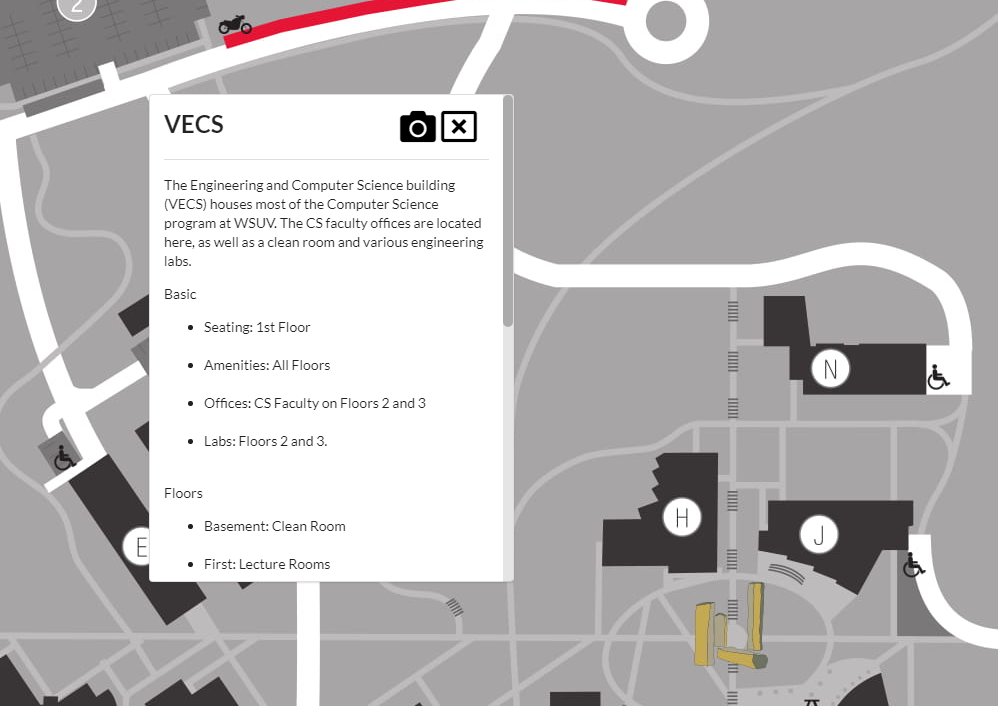 2
VECS
The Engineering and Computer Science building
(VECS) houses most of the Computer Science
program at WSUV. The CS faculty offices are located
here, as well as a clean room and various engineering
labs.
Basic
• Seating: 1st Floor
• Amenities: All Floors
• Offices: CS Faculty on Floors 2 and 3
• Labs: Floors 2 and 3.
Floors
• Basement: Clean Room
• First: Lecture Rooms
N
H
J
E